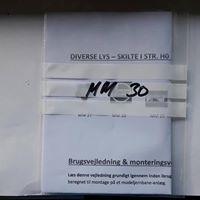 DIVERSE LYS – SKILTE I STR. H0
MM 30
Brugsvejledning & monteringsv
Læs denne vejledning grundigt igennem inden ibrug
beregnet til montage på et modeljernbane-anlæg.